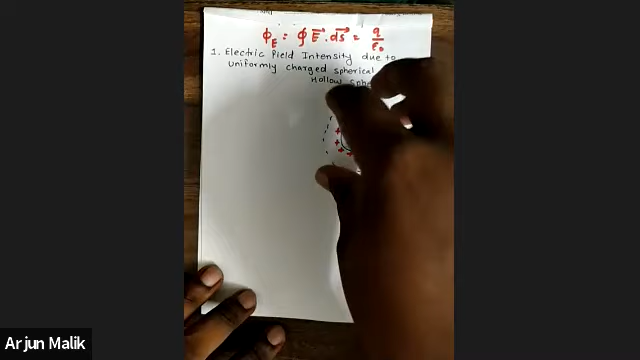 ΦE = ∮ E⃗ . ds⃗ = q/ε₀
1. Electric Field Intensity due to
uniformly charged spherical
Hollow
Arjun Malik